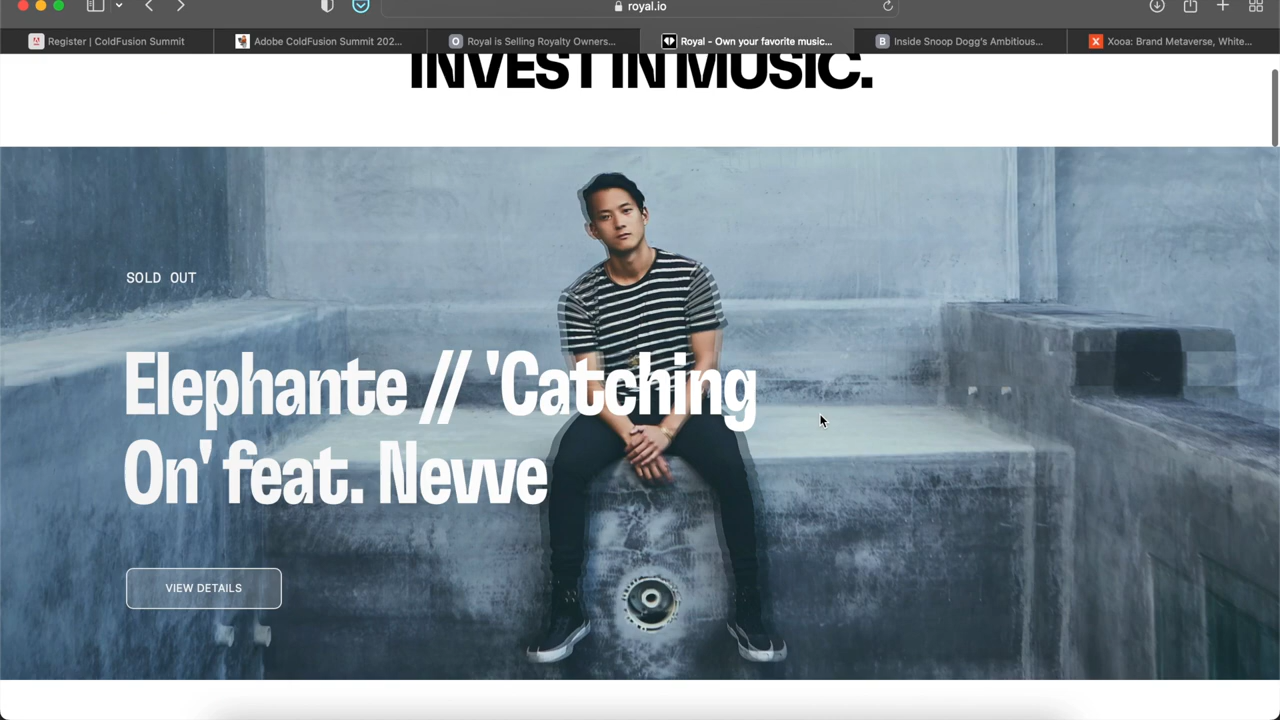 royal.io
Register | ColdFusion Summit
Adobe ColdFusion Summit 202...
Royal is Selling Royalty Owners...
Royal - Own your favorite music...
Inside Snoop Dogg's Ambitious...
Xooa: Brand Metaverse, White...
INVEST IN MUSIC.
SOLD OUT
Elephante // 'Catching
On' feat. Nevve
VIEW DETAILS